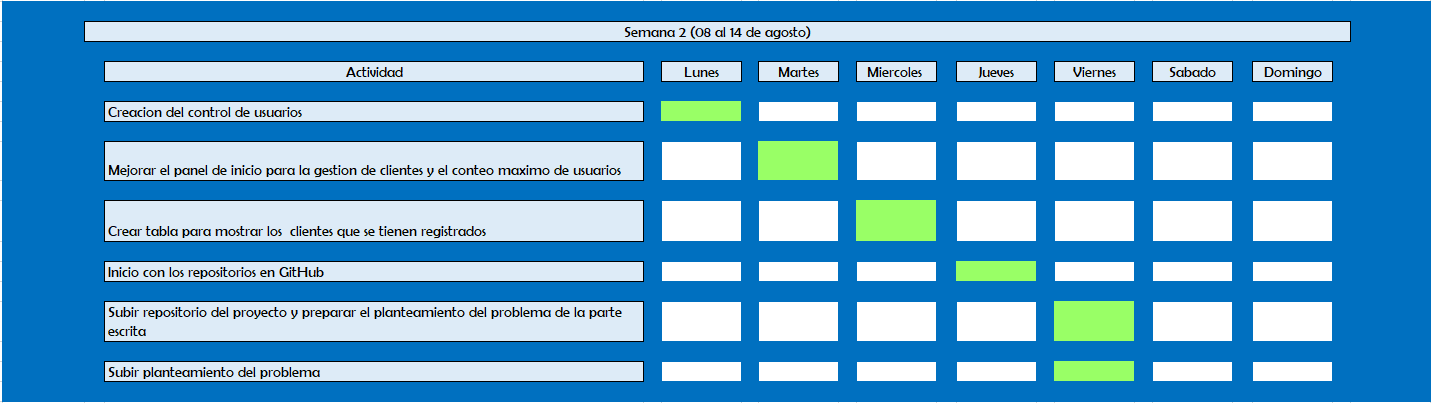 Semana 2 (08 al 14 de agosto)
Actividad Lunes Martes Miercoles Jueves Viernes Sabado Domingo
Creacion del control de usuarios
Mejorar el panel de inicio para la gestion de clientes y el conteo maximo de usuarios
Crear tabla para mostrar los  clientes que se tienen registrados
Inicio con los repositorios en GitHub
Subir repositorio del proyecto y preparar el planteamiento del problema de la parte
escrita
Subir planteamiento del problema